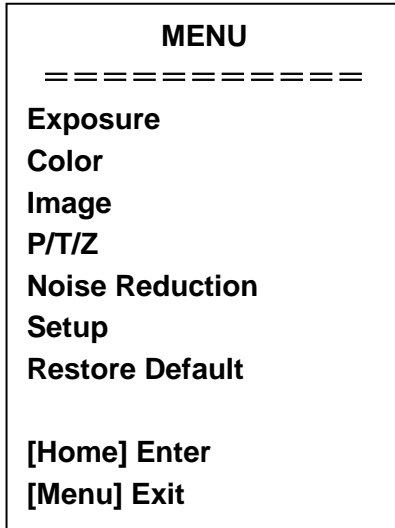 MENU
===========
Exposure
Color
Image
P/T/Z
Noise Reduction
Setup
Restore Default
[Home] Enter
[Menu] Exit